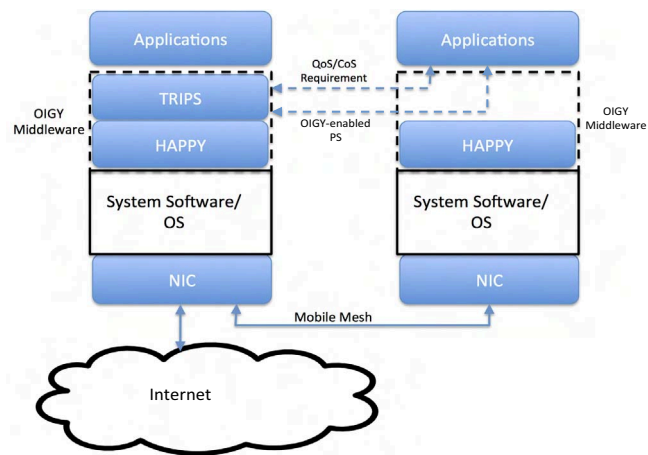 Applications
Applications
QoS/CoS
Requirement
TRIPS
OIGY
Middleware
OIGY
Middleware
OIGY-enabled
PS
HAPPY
HAPPY
System Software/
OS
System Software/
OS
NIC
NIC
Mobile Mesh
Internet